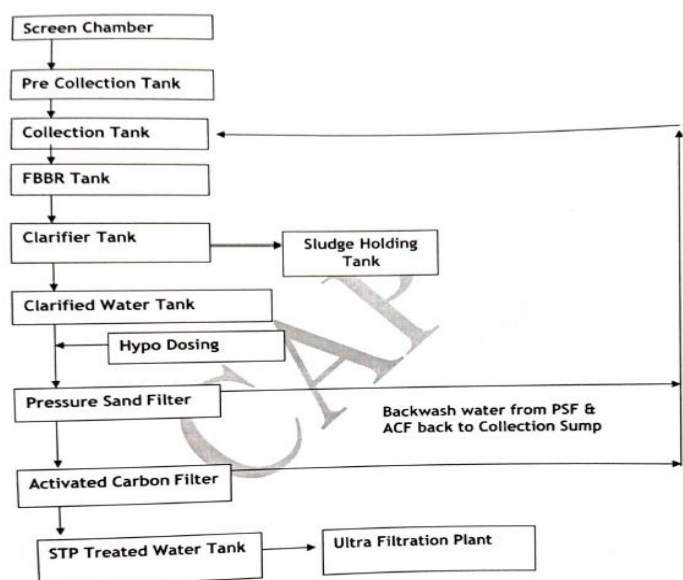 Screen Chamber
Pre Collection Tank
Collection Tank
FBBR Tank
Clarifier Tank
Sludge Holding
Tank
Clarified Water Tank
Hypo Dosing
Pressure Sand Filter
Backwash water from PSF &
ACF back to Collection Sump
Activated Carbon Filter
STP Treated Water Tank
Ultra Filtration Plant
CAP